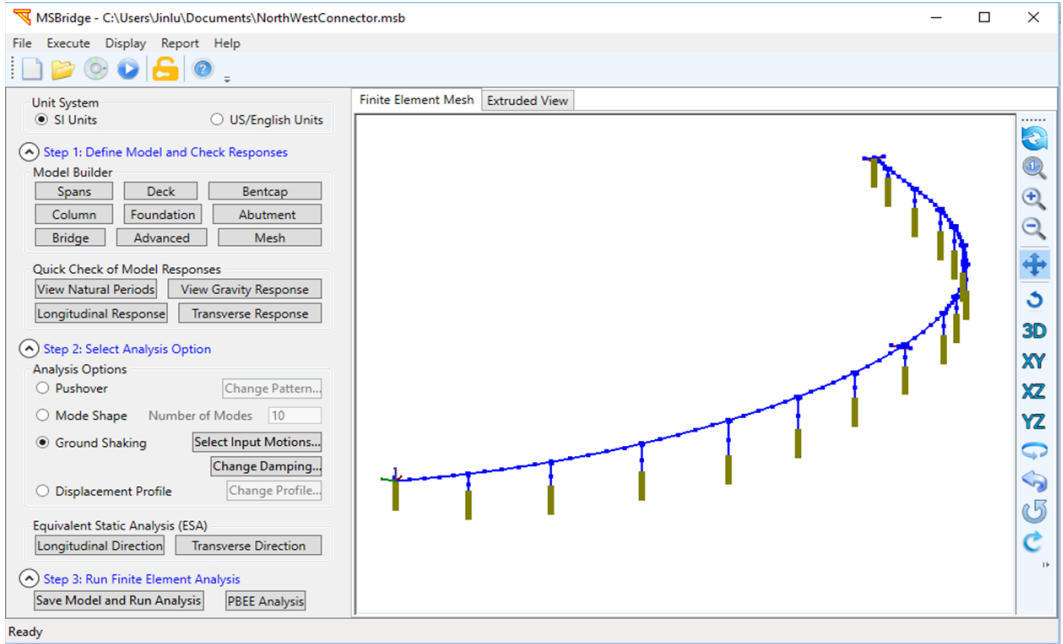 MSBridge - C:\Users\Jinlu\Documents\NorthWestConnector.msb
File Execute Display Report Help
Unit System
SI Units US/English Units
Step 1: Define Model and Check Responses
Model Builder
Spans Deck Bentcap
Column Foundation Abutment
Bridge Advanced Mesh
Quick Check of Model Responses
View Natural Periods View Gravity Response
Longitudinal Response Transverse Response
Step 2: Select Analysis Option
Analysis Options
Pushover Change Pattern...
Mode Shape Number of Modes 10
Ground Shaking Select Input Motions...
Change Damping...
Displacement Profile Change Profile...
Equivalent Static Analysis (ESA)
Longitudinal Direction Transverse Direction
Step 3: Run Finite Element Analysis
Save Model and Run Analysis PBEE Analysis
Finite Element Mesh Extruded View
3D
XY
XZ
YZ
Ready